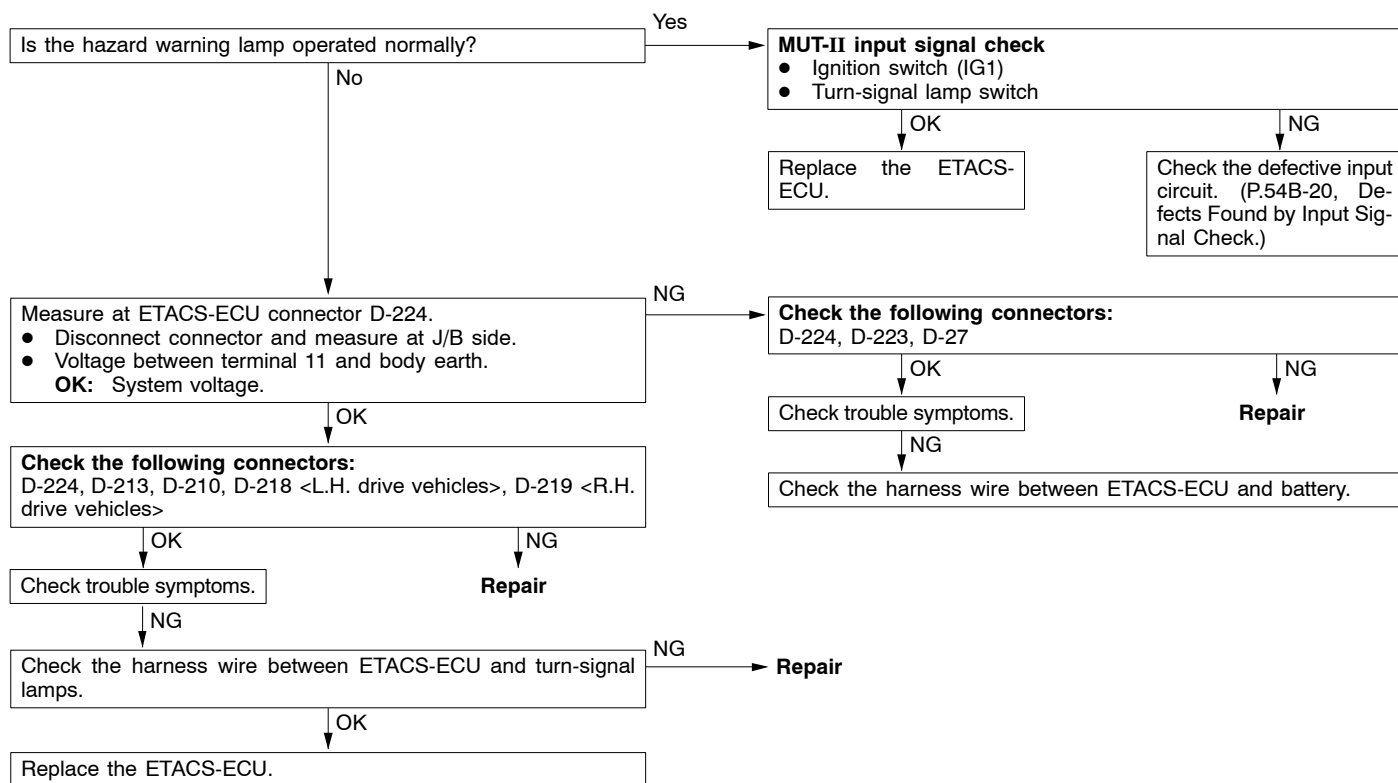 Is the hazard warning lamp operated normally?
Yes
MUT-II input signal check
● Ignition switch (IG1)
● Turn-signal lamp switch
No
OK
NG
Replace the ETACS-
ECU.
Check the defective input
circuit. (P.54B-20, De-
fects Found by Input Sig-
nal Check.)
Measure at ETACS-ECU connector D-224.
● Disconnect connector and measure at J/B side.
● Voltage between terminal 11 and body earth.
OK: System voltage.
NG
Check the following connectors:
D-224, D-223, D-27
OK
NG
Check trouble symptoms.
Repair
NG
Check the harness wire between ETACS-ECU and battery.
OK
Check the following connectors:
D-224, D-213, D-210, D-218 <L.H. drive vehicles>, D-219 <R.H.
drive vehicles>
OK
NG
Check trouble symptoms.
Repair
NG
Check the harness wire between ETACS-ECU and turn-signal
lamps.
NG
Repair
OK
Replace the ETACS-ECU.